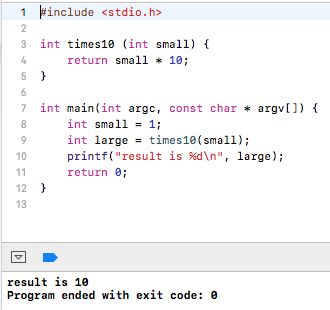 1 #include <stdio.h>
2
3 int times10 (int small) {
4     return small * 10;
5 }
6
7 int main(int argc, const char * argv[]) {
8     int small = 1;
9     int large = times10(small);
10     printf("result is %d\n", large);
11     return 0;
12 }
13
result is 10
Program ended with exit code: 0